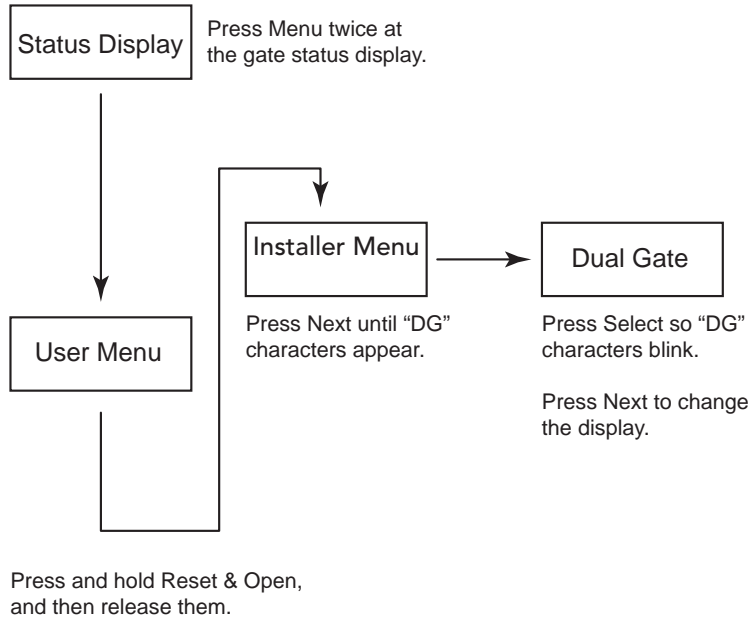 Status Display
Press Menu twice at
the gate status display.
User Menu
Press and hold Reset & Open,
and then release them.
Installer Menu
Press Next until “DG”
characters appear.
Dual Gate
Press Select so “DG”
characters blink.
Press Next to change
the display.